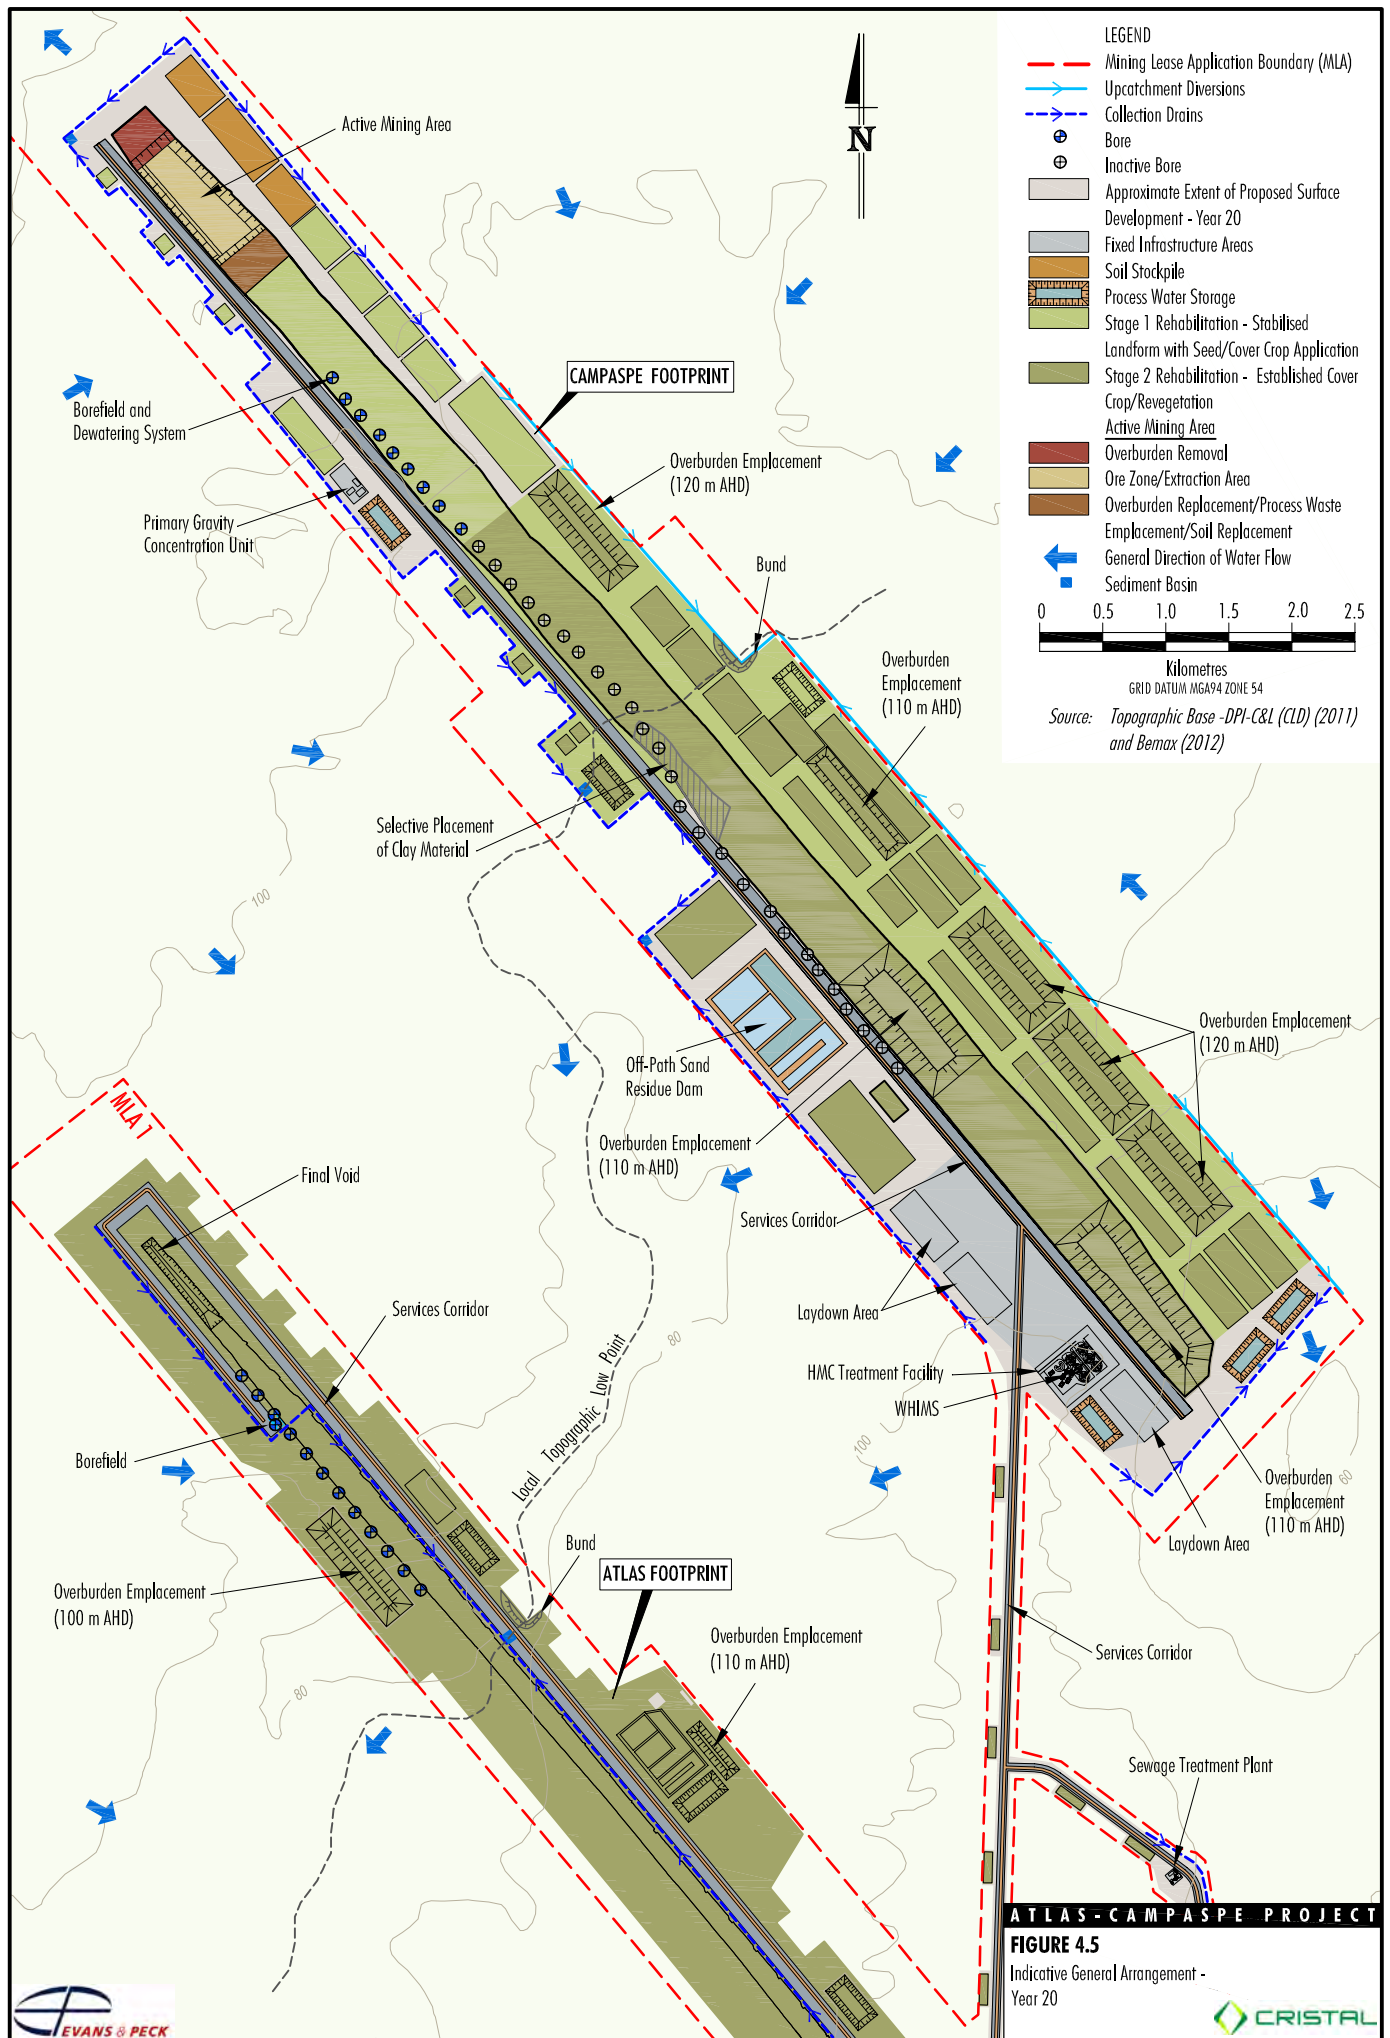 LEGEND
Mining Lease Application Boundary (MLA)
Upcatchment Diversions
Collection Drains
Bore
Inactive Bore
Approximate Extent of Proposed Surface
Development - Year 20
Fixed Infrastructure Areas
Soil Stockpile
Process Water Storage
Stage 1 Rehabilitation - Stabilised
Landform with Seed/Cover Crop Application
Stage 2 Rehabilitation - Established Cover
Crop/Revegetation
Active Mining Area
Overburden Removal
Ore Zone/Extraction Area
Overburden Replacement/Process Waste
Emplacement/Soil Replacement
General Direction of Water Flow
Sediment Basin
0 0.5 1.0 1.5 2.0 2.5
Kilometres
GRID DATUM MGA94 ZONE 54
Source: Topographic Base -DPI-C&L (CLD) (2011)
and Bemax (2012)
N
Active Mining Area
CAMPASPE FOOTPRINT
Borefield and
Dewatering System
Overburden Emplacement
(120 m AHD)
Primary Gravity
Concentration Unit
Bund
Overburden
Emplacement
(110 m AHD)
Selective Placement
of Clay Material
100
Off-Path Sand
Residue Dam
Overburden Emplacement
(120 m AHD)
MLA 1
Overburden Emplacement
(110 m AHD)
Final Void
Services Corridor
Services Corridor
Laydown Area
80
Local Topographic Low Point
HMC Treatment Facility
WHIMS
100
Borefield
60
Overburden
Emplacement
(110 m AHD)
Laydown Area
Bund
ATLAS FOOTPRINT
Overburden Emplacement
(100 m AHD)
Overburden Emplacement
(110 m AHD)
Services Corridor
80
Sewage Treatment Plant
ATLAS-CAMPASPE PROJECT
FIGURE 4.5
Indicative General Arrangement -
Year 20
EVANS & PECK
CRISTAL